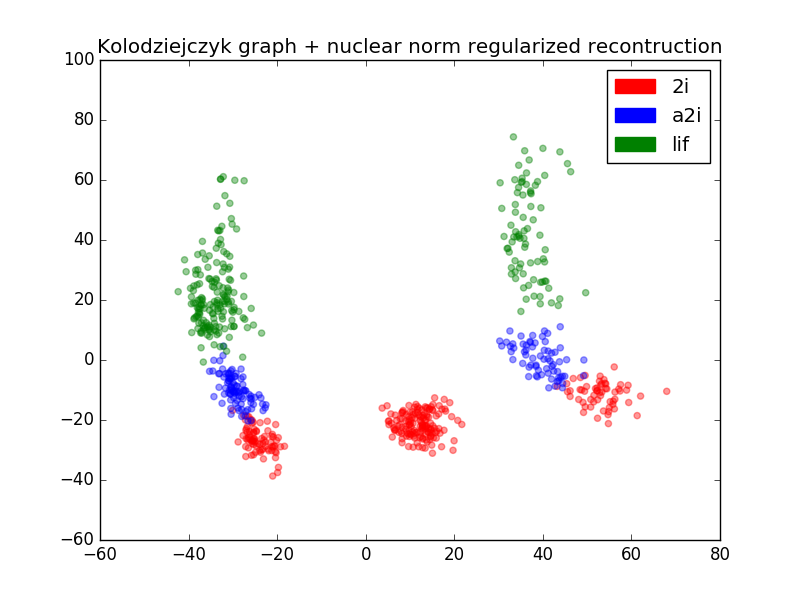 Kolodziejczyk graph + nuclear norm regularized recontruction
2i
a2i
lif
100
80
60
40
20
0
−20
−40
−60
−60 −40 −20 0 20 40 60 80